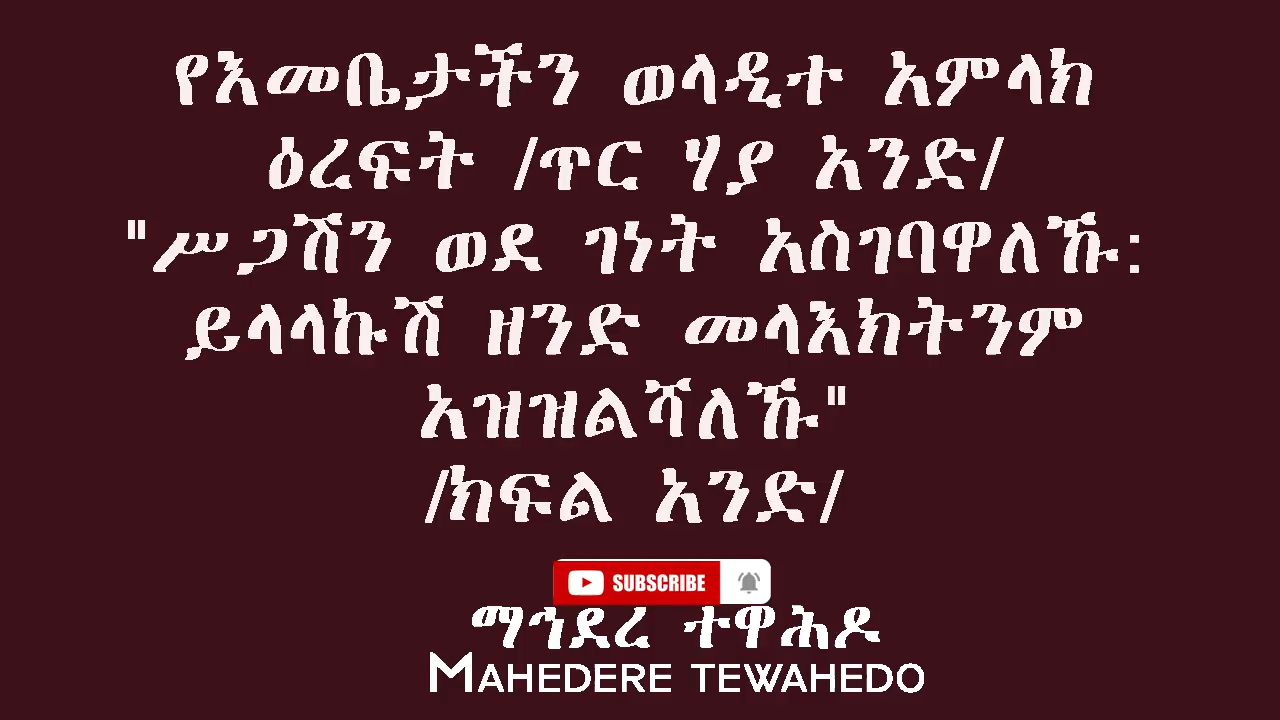 የእመቤታችን ወላዲተ አምላክ
ዕረፍት /ጥር ሃያ አንድ/
"ሥጋሽን ወደ ገነት አስገባዋለኹ:
ይላላኩሽ ዘንድ መላእክትንም
አዝዝልሻለኹ"
/ክፍል አንድ/
SUBSCRIBE
ማኅደረ ተዋሕዶ
MAHEDERE TEWAHEDO